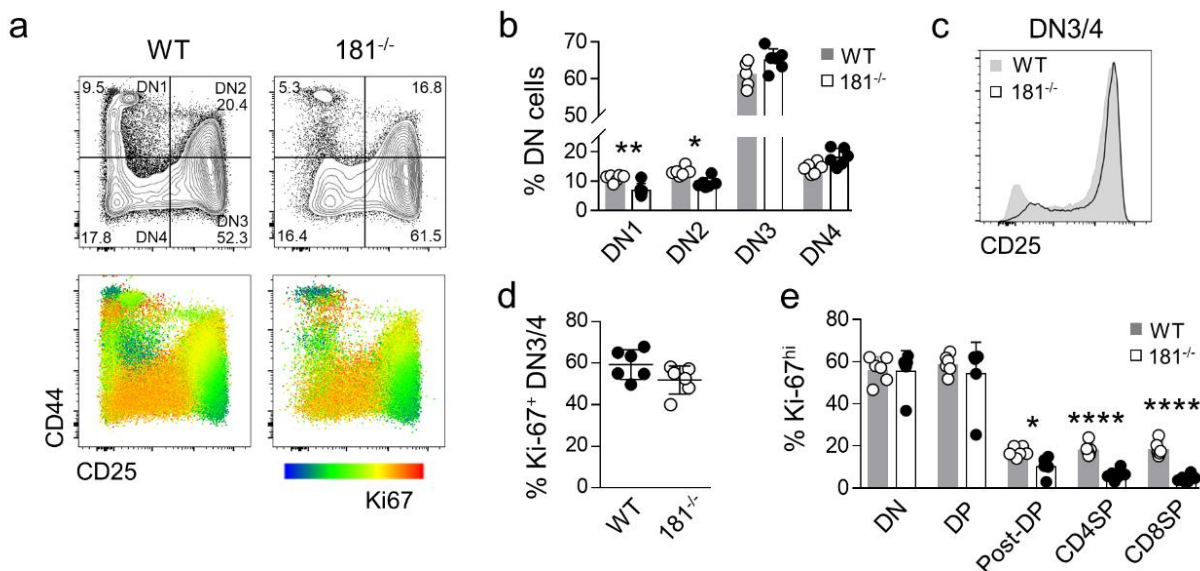 a
WT
181-/-
9.5
DN1
DN2
20.4
DN3
52.3
DN4
17.8
5.3
16.8
16.4
61.5
CD44
CD25
Ki67
b
% DN cells
70
60
50
20
10
0
WT
181-/-
**
*
DN1
DN2
DN3
DN4
c
DN3/4
WT
181-/-
CD25
d
% Ki-67+ DN3/4
80
60
40
20
0
WT
181-/-
e
% Ki-67hi
80
60
40
20
0
WT
181-/-
*
****
****
DN
DP
Post-DP
CD4SP
CD8SP